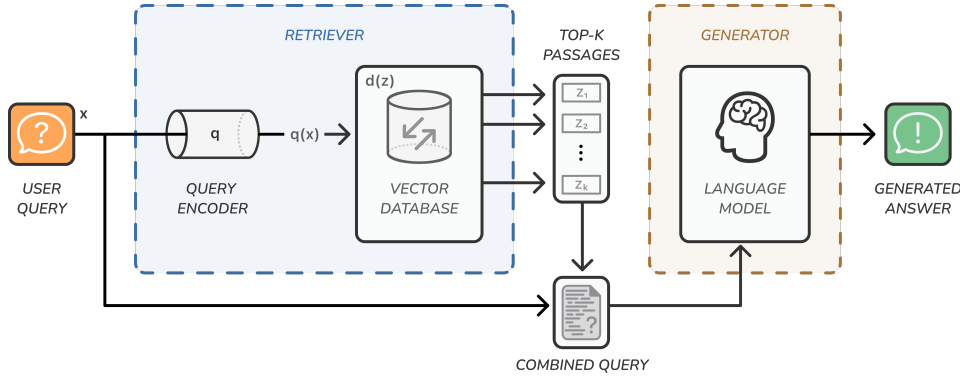 RETRIEVER
TOP-K
PASSAGES
GENERATOR
x
?
q
q(x)
d(z)
z₁
z₂
⋮
zₖ
!
USER
QUERY
QUERY
ENCODER
VECTOR
DATABASE
LANGUAGE
MODEL
GENERATED
ANSWER
?
COMBINED QUERY